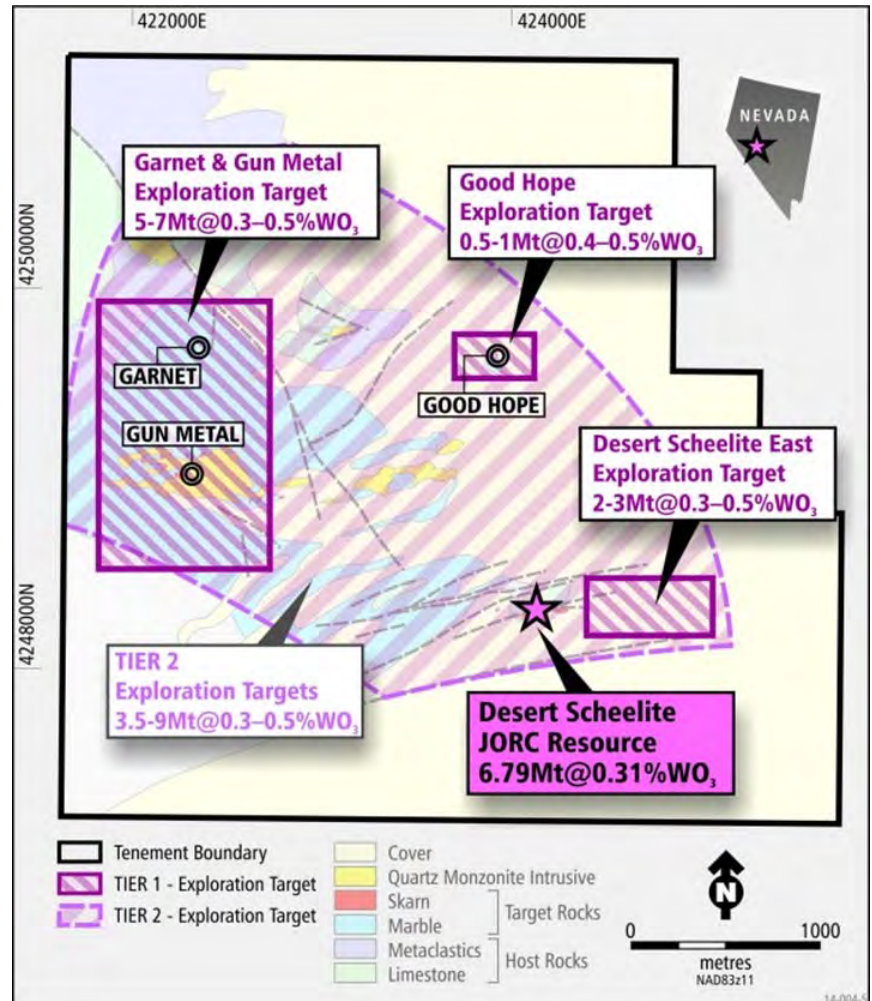 422000E
424000E
NEVADA
Garnet & Gun Metal
Exploration Target
5-7Mt@0.3–0.5%WO₃
Good Hope
Exploration Target
0.5-1Mt@0.4–0.5%WO₃
4250000N
GARNET
GOOD HOPE
GUN METAL
Desert Scheelite East
Exploration Target
2-3Mt@0.3–0.5%WO₃
4248000N
TIER 2
Exploration Targets
3.5-9Mt@0.3–0.5%WO₃
Desert Scheelite
JORC Resource
6.79Mt@0.31%WO₃
Tenement Boundary
TIER 1 - Exploration Target
TIER 2 - Exploration Target
Cover
Quartz Monzonite Intrusive
Skarn
Marble
Target Rocks
Metaclastics
Limestone
Host Rocks
N
0
1000
metres
NAD83z11